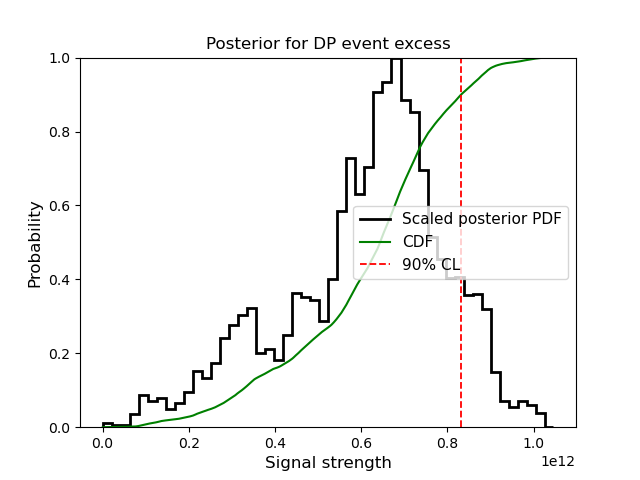 Posterior for DP event excess
Probability
1.0
0.8
0.6
0.4
0.2
0.0
Scaled posterior PDF
CDF
90% CL
0.0 0.2 0.4 0.6 0.8 1.0
1e12
Signal strength